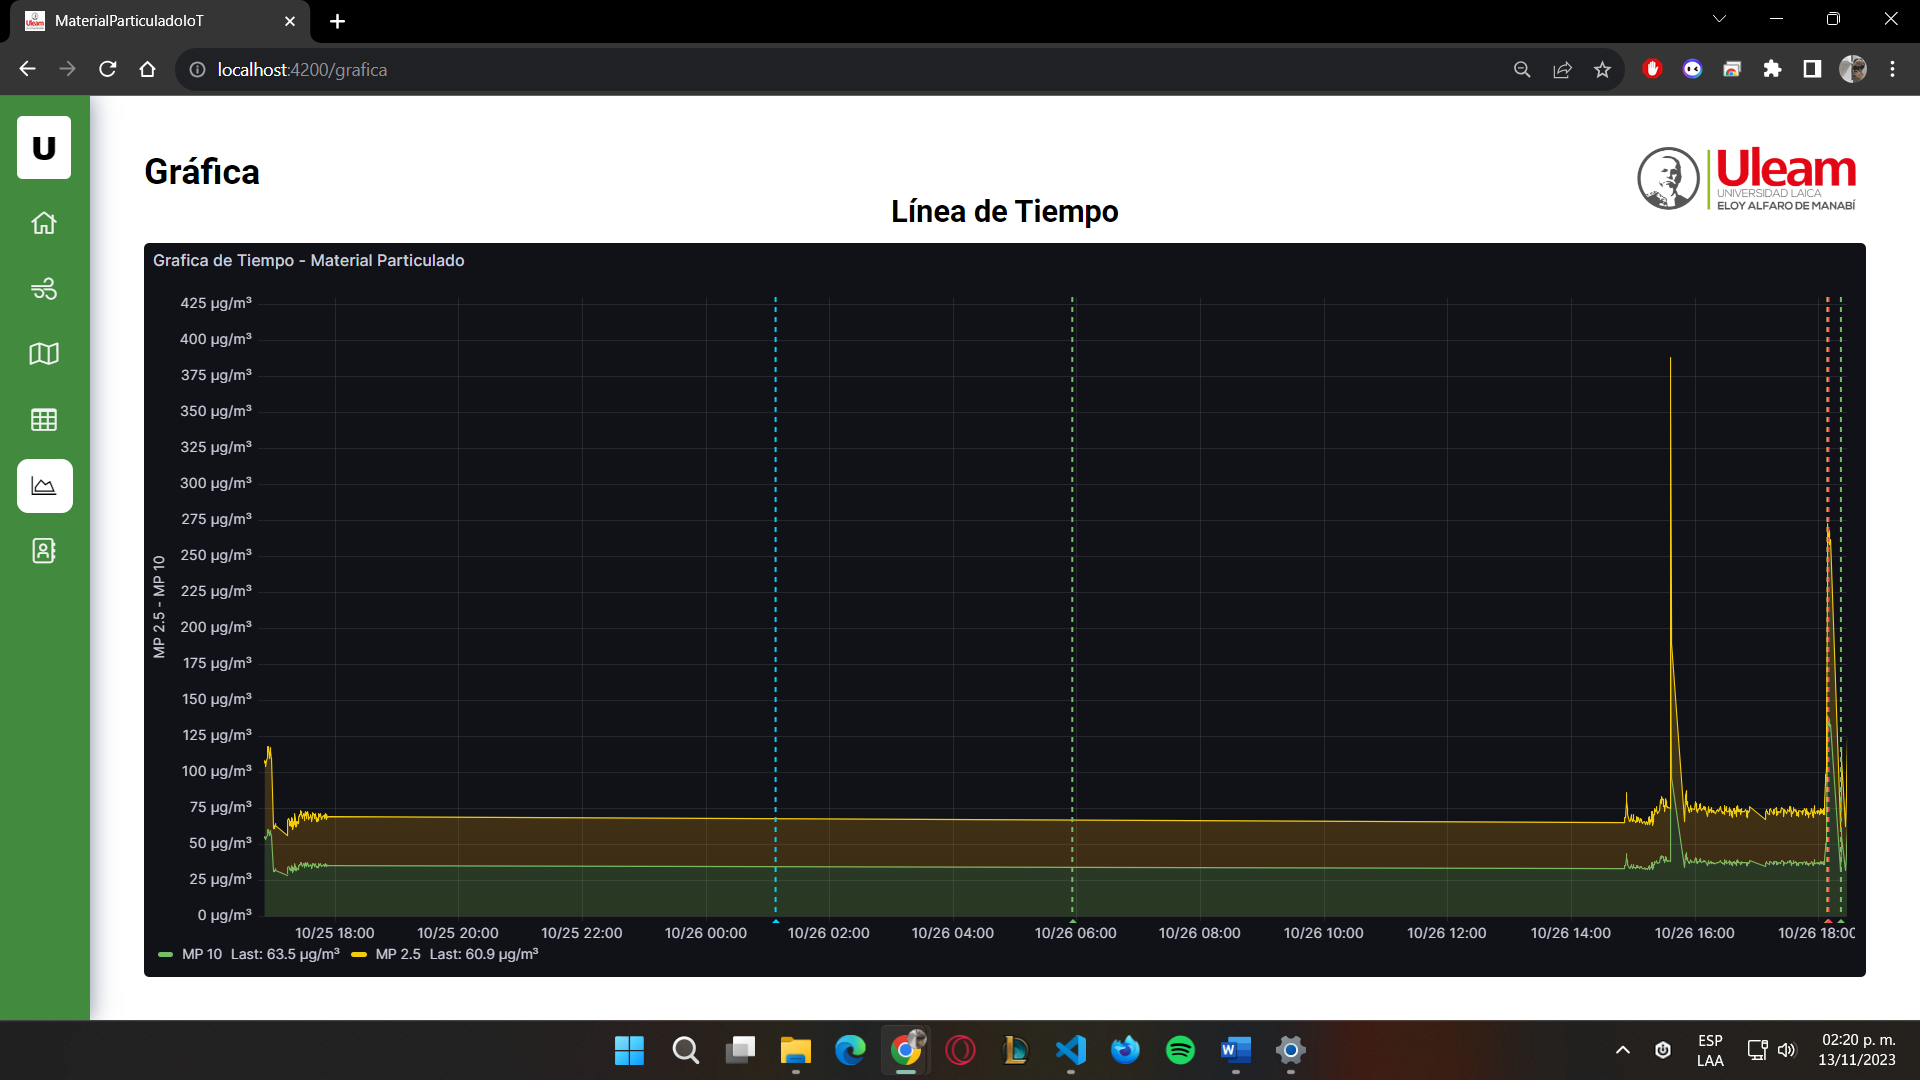 MaterialParticuladoIoT
localhost:4200/grafica
U
Gráfica
Uleam
UNIVERSIDAD LAICA
ELOY ALFARO DE MANABÍ
Línea de Tiempo
Grafica de Tiempo - Material Particulado
425 µg/m³
400 µg/m³
375 µg/m³
350 µg/m³
325 µg/m³
300 µg/m³
275 µg/m³
250 µg/m³
225 µg/m³
200 µg/m³
175 µg/m³
150 µg/m³
125 µg/m³
100 µg/m³
75 µg/m³
50 µg/m³
25 µg/m³
0 µg/m³
MP 2.5 - MP 10
10/25 18:00 10/25 20:00 10/25 22:00 10/26 00:00 10/26 02:00 10/26 04:00 10/26 06:00 10/26 08:00 10/26 10:00 10/26 12:00 10/26 14:00 10/26 16:00 10/26 18:00
MP 10 Last: 63.5 µg/m³ MP 2.5 Last: 60.9 µg/m³
ESP
LAA
02:20 p. m.
13/11/2023